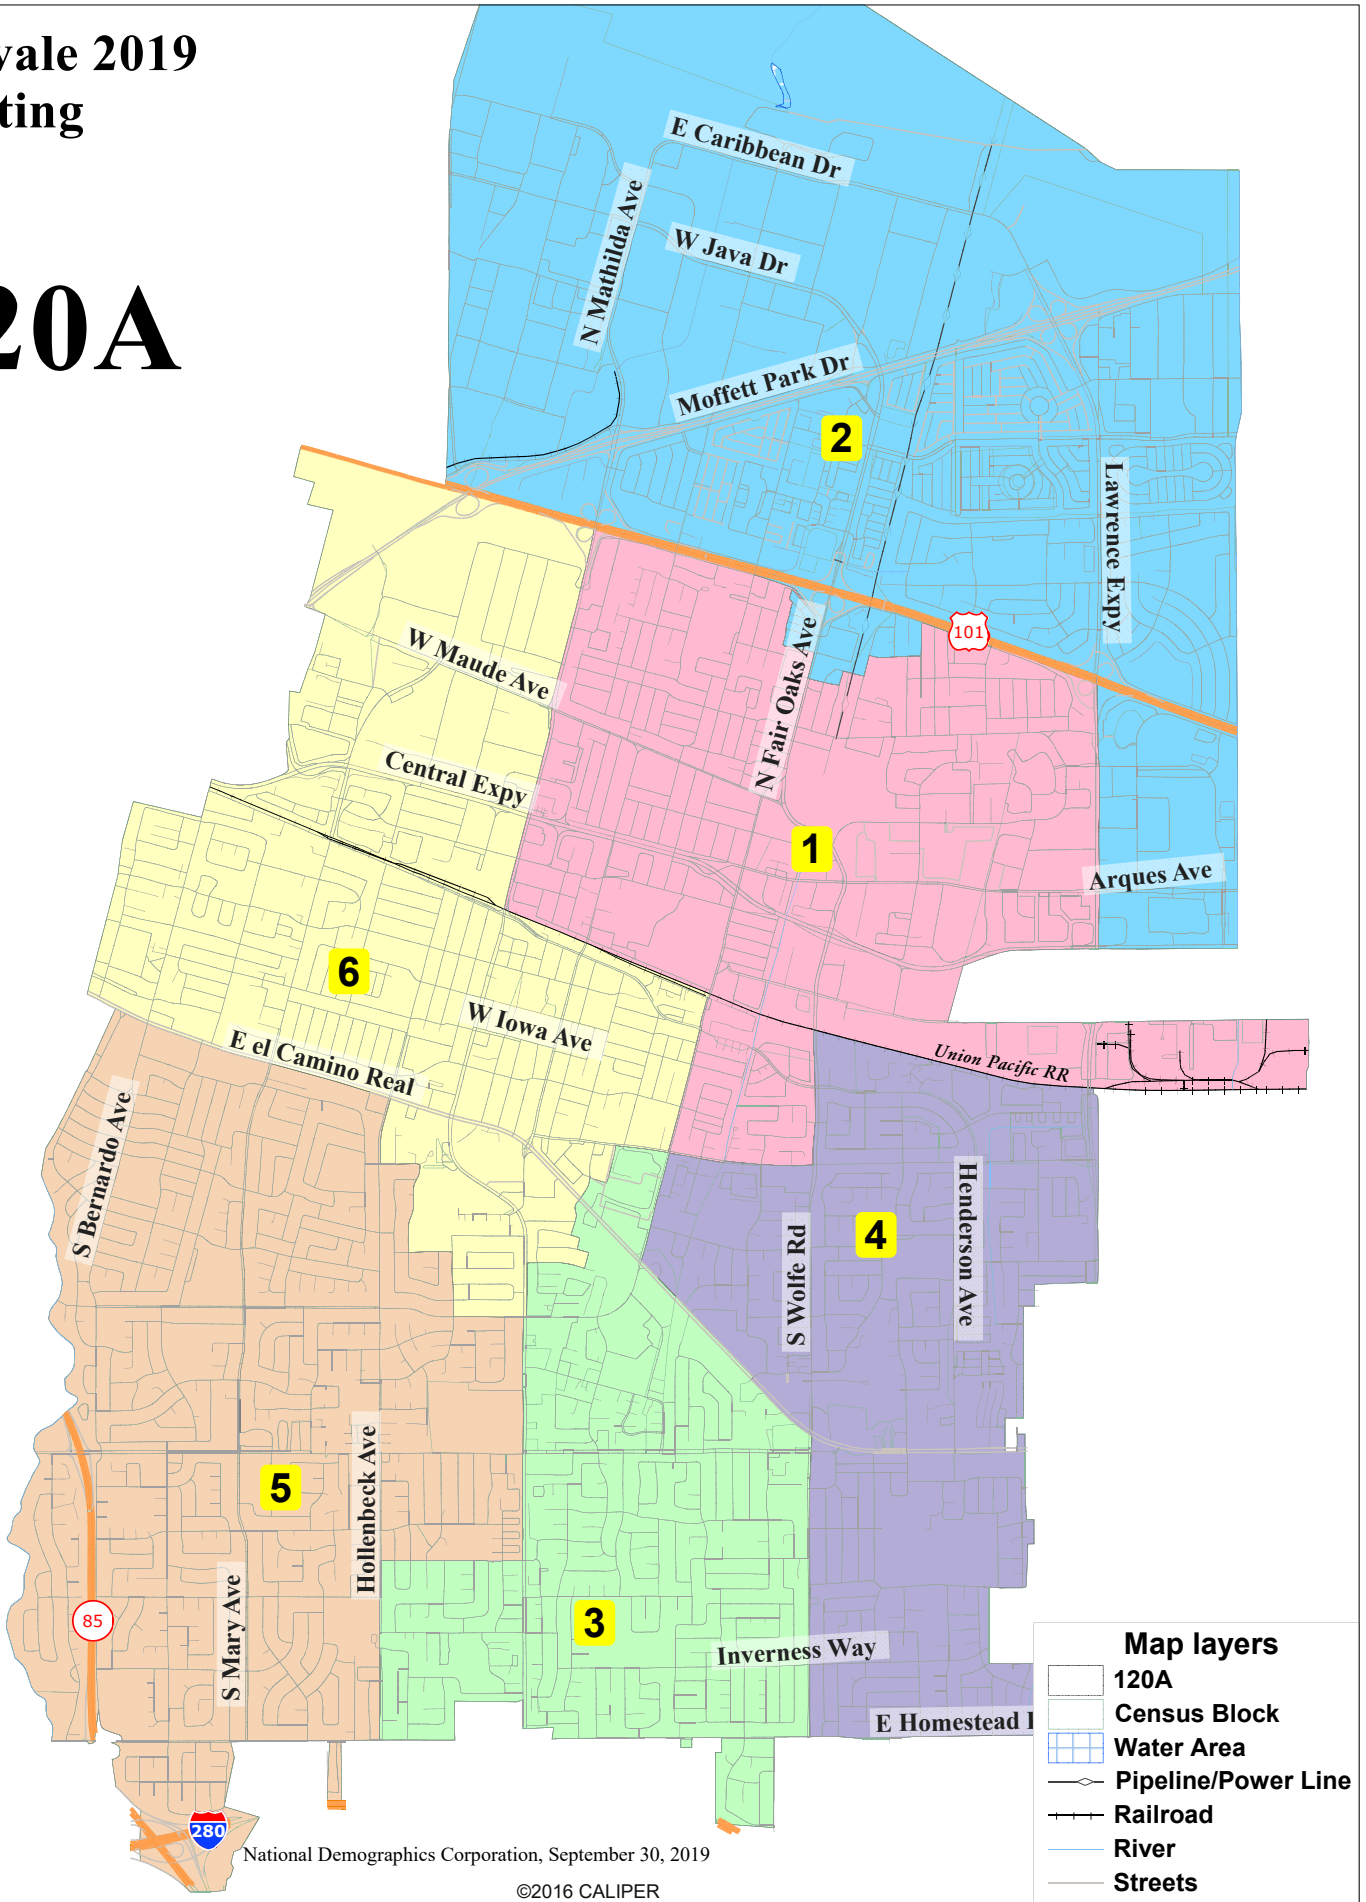 vale 2019
ting
20A
E Caribbean Dr
N Mathilda Ave
W Java Dr
Moffett Park Dr
2
Lawrence Expy
101
W Maude Ave
N Fair Oaks Ave
Central Expy
1
Arques Ave
6
W Iowa Ave
E el Camino Real
Union Pacific RR
S Bernardo Ave
Henderson Ave
4
S Wolfe Rd
Hollenbeck Ave
5
S Mary Ave
85
3
Inverness Way
E Homestead
280
Map layers
120A
Census Block
Water Area
Pipeline/Power Line
Railroad
River
Streets
National Demographics Corporation, September 30, 2019
©2016 CALIPER